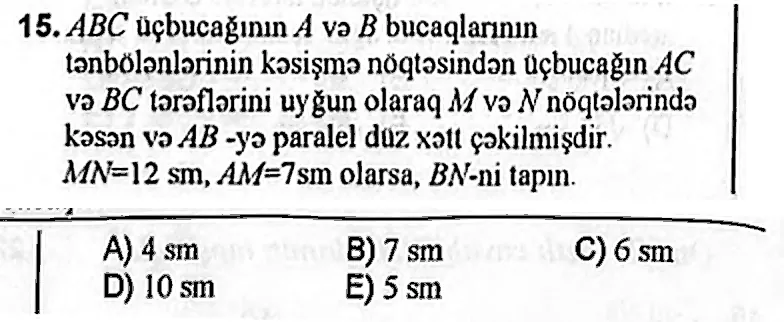 15. ABC üçbucağının A və B bucaqlarının
tənbölənlərinin kəsişmə nöqtəsindən üçbucağın AC
və BC tərəflərini uyğun olaraq M və N nöqtələrində
kəsən və AB -yə paralel düz xətt çəkilmişdir.
MN=12 sm, AM=7sm olarsa, BN-ni tapın.
A) 4 sm B) 7 sm C) 6 sm
D) 10 sm E) 5 sm